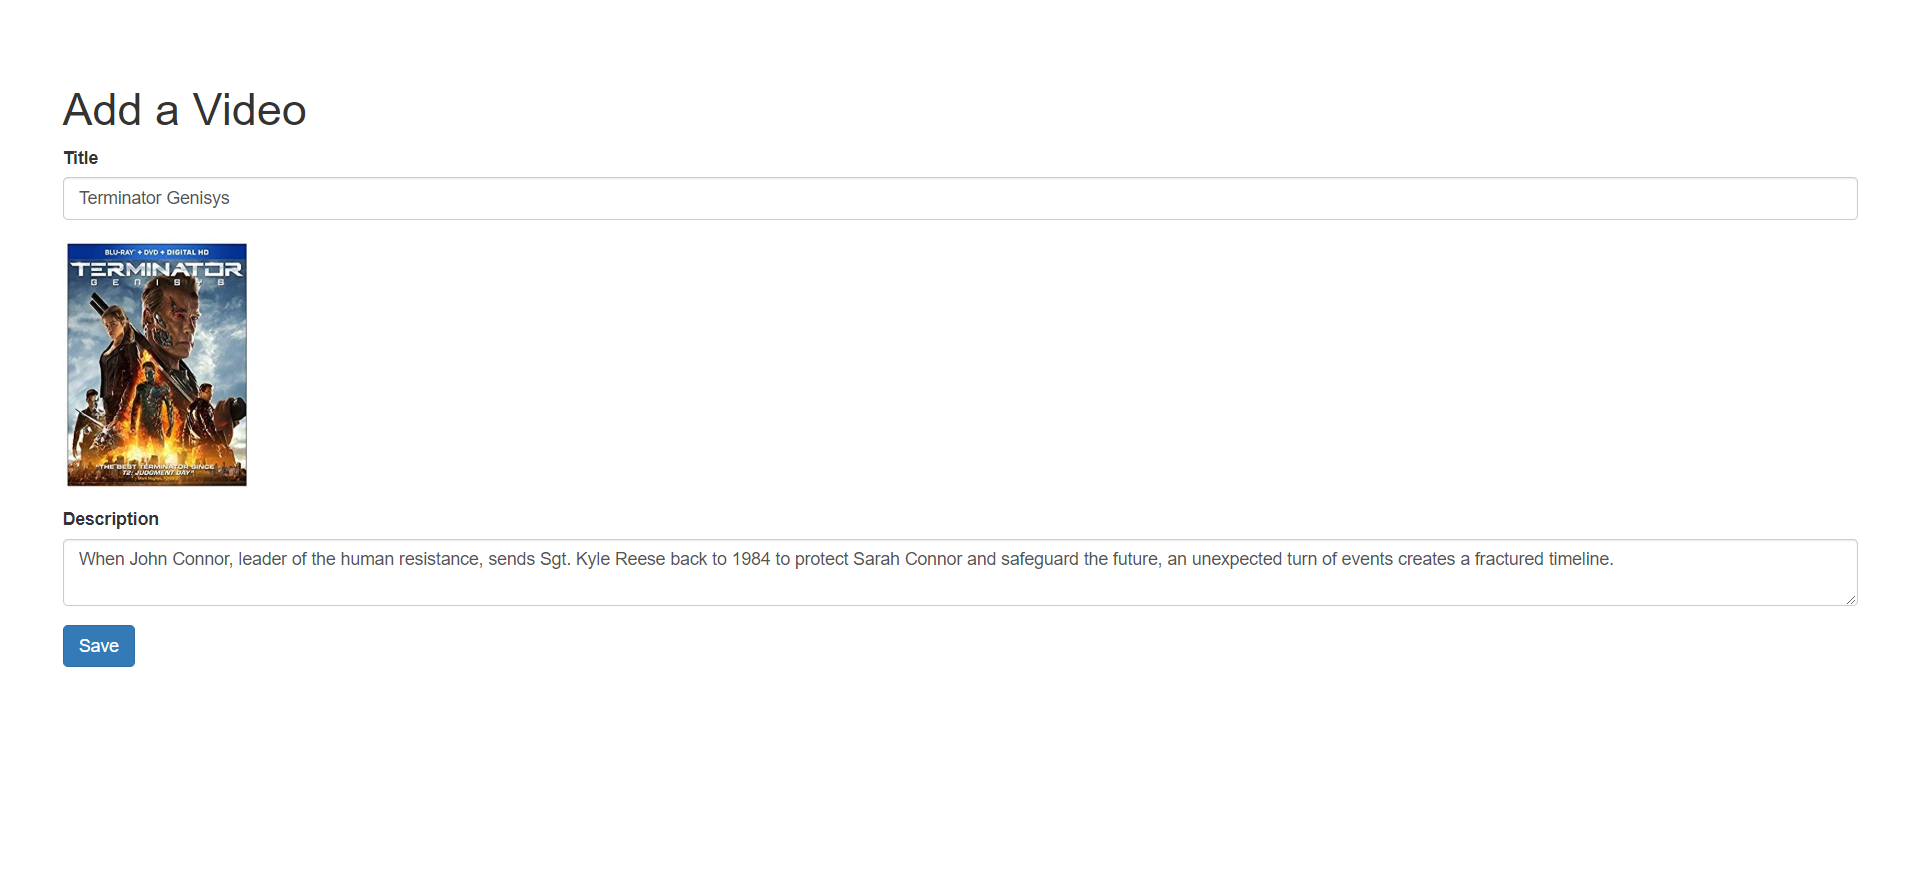 Add a Video
Title
Terminator Genisys
BLU-RAY + DVD + DIGITAL HD
TERMINATOR
GENISYS
"THE BEST TERMINATOR SINCE
T2: JUDGMENT DAY"
Description
When John Connor, leader of the human resistance, sends Sgt. Kyle Reese back to 1984 to protect Sarah Connor and safeguard the future, an unexpected turn of events creates a fractured timeline.
Save